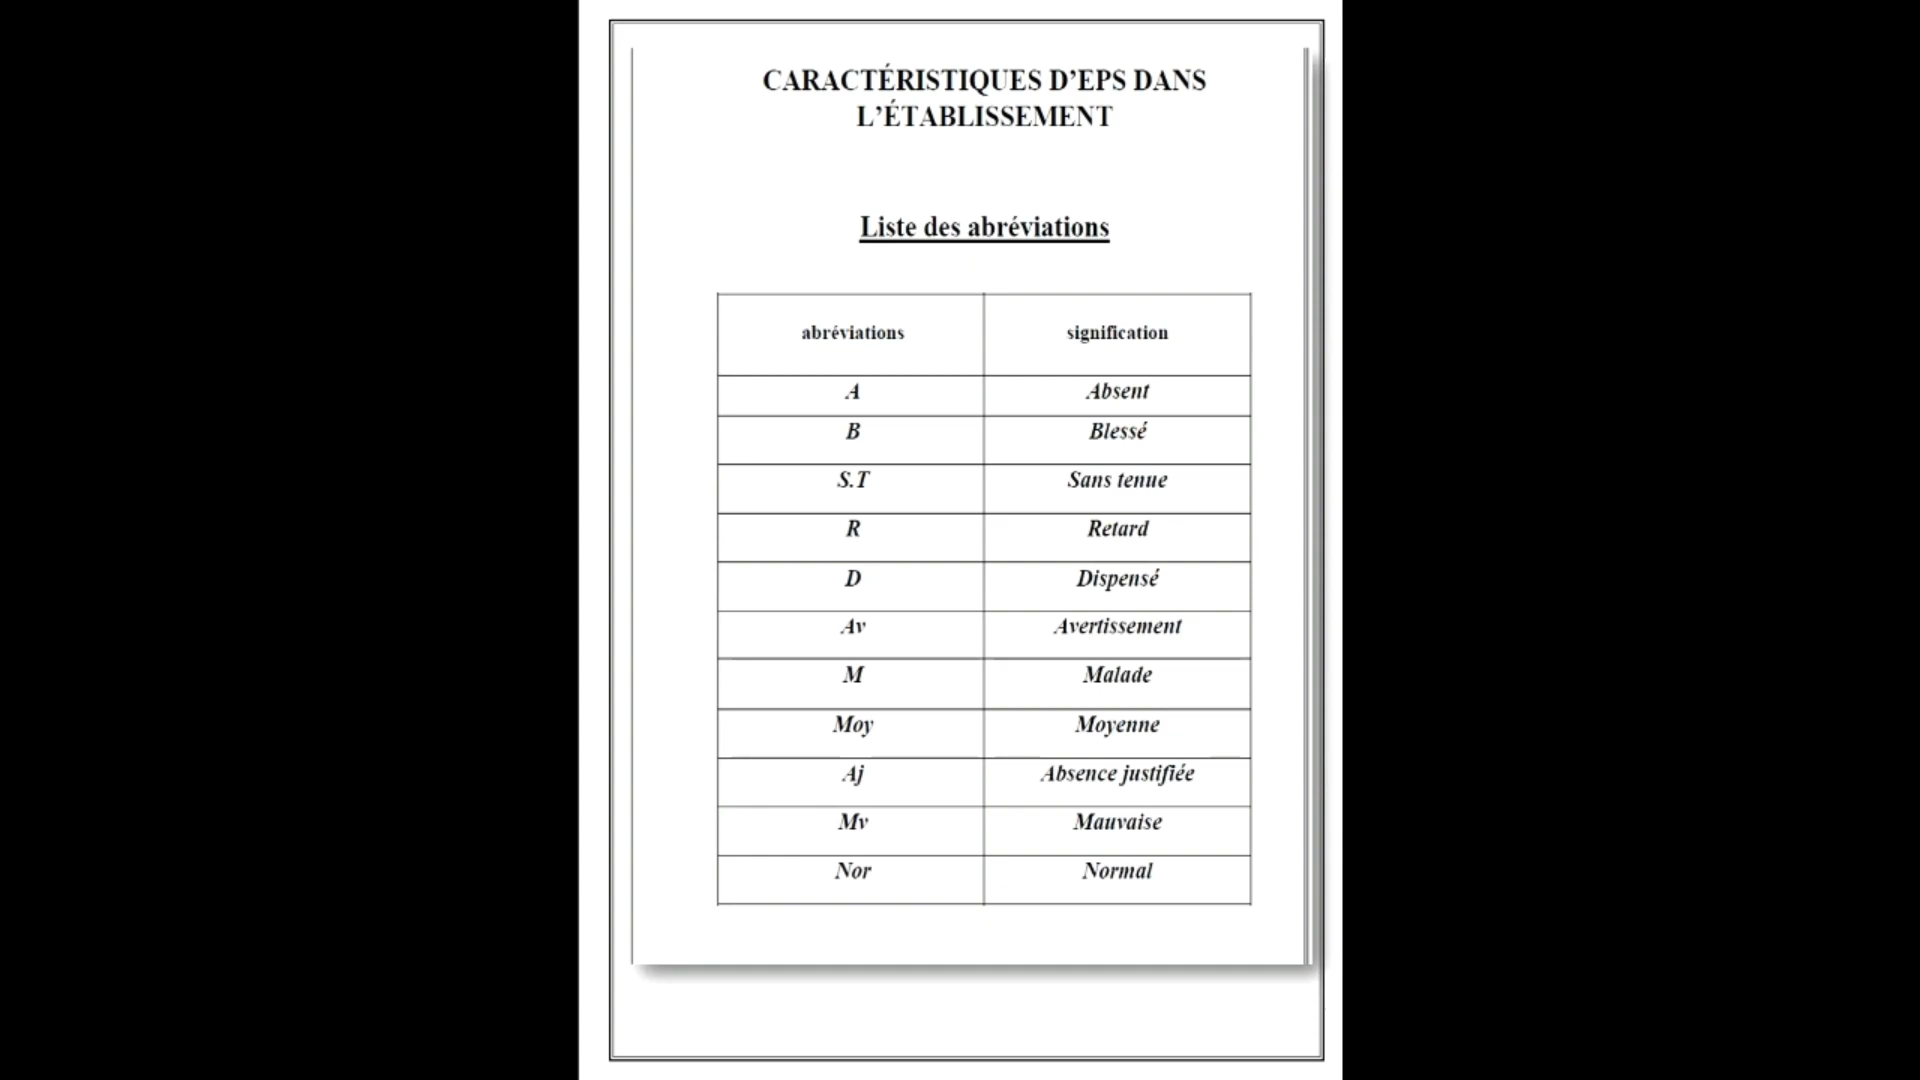 CARACTÉRISTIQUES D’EPS DANS
L’ÉTABLISSEMENT
Liste des abréviations
abréviations signification
A Absent
B Blessé
S.T Sans tenue
R Retard
D Dispensé
Av Avertissement
M Malade
Moy Moyenne
Aj Absence justifiée
Mv Mauvaise
Nor Normal